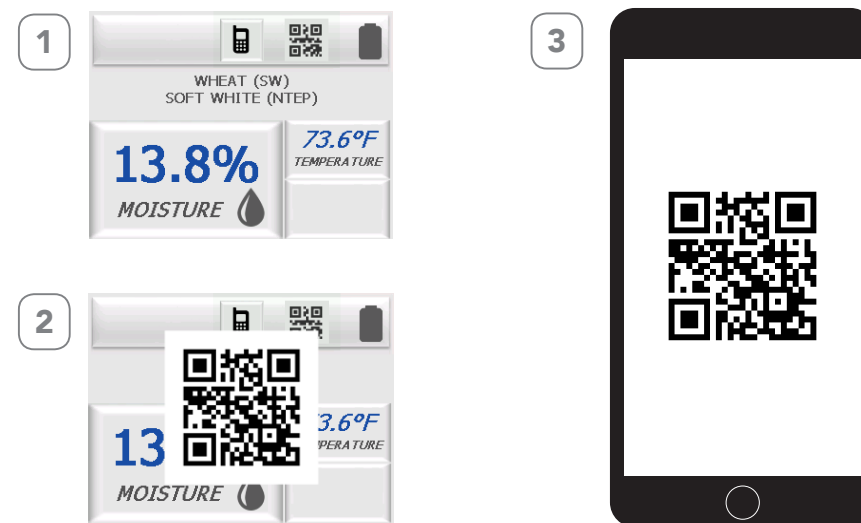 1
WHEAT (SW)
SOFT WHITE (NTEP)
13.8%
MOISTURE
73.6°F
TEMPERATURE
2
13
MOISTURE
3.6°F
PERATURE
3